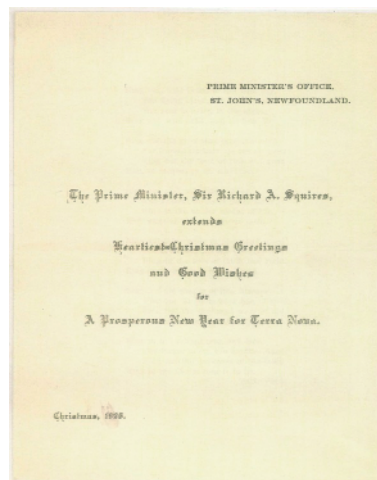 PRIME MINISTER'S OFFICE,
ST. JOHN'S, NEWFOUNDLAND.
The Prime Minister, Sir Richard A. Squires,
extends
Heartiest Christmas Greetings
and Good Wishes
for
A Prosperous New Year for Terra Nova.
Christmas,